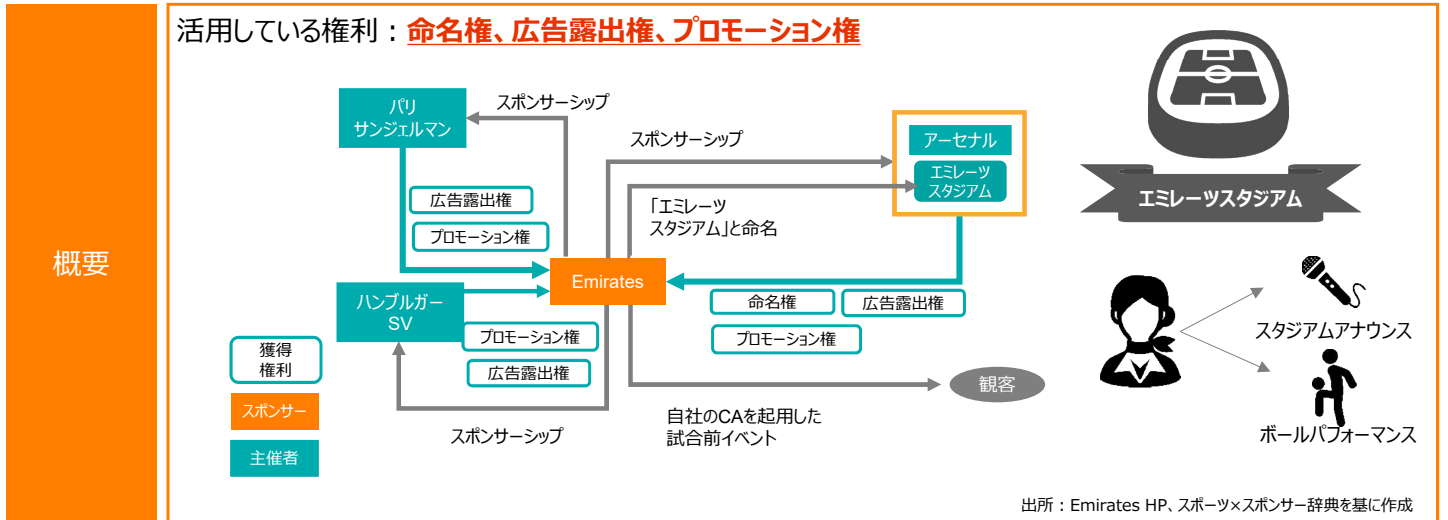 活用している権利：命名権、広告露出権、プロモーション権
概要
パリ
サンジェルマン
スポンサーシップ
スポンサーシップ
アーセナル
エミレーツ
スタジアム
エミレーツスタジアム
広告露出権
プロモーション権
「エミレーツ
スタジアム」と命名
Emirates
ハンブルガー
SV
命名権
広告露出権
プロモーション権
プロモーション権
広告露出権
スタジアムアナウンス
獲得
権利
スポンサー
主催者
観客
スポンサーシップ
自社のCAを起用した
試合前イベント
ボールパフォーマンス
出所：Emirates HP、スポーツ×スポンサー辞典を基に作成